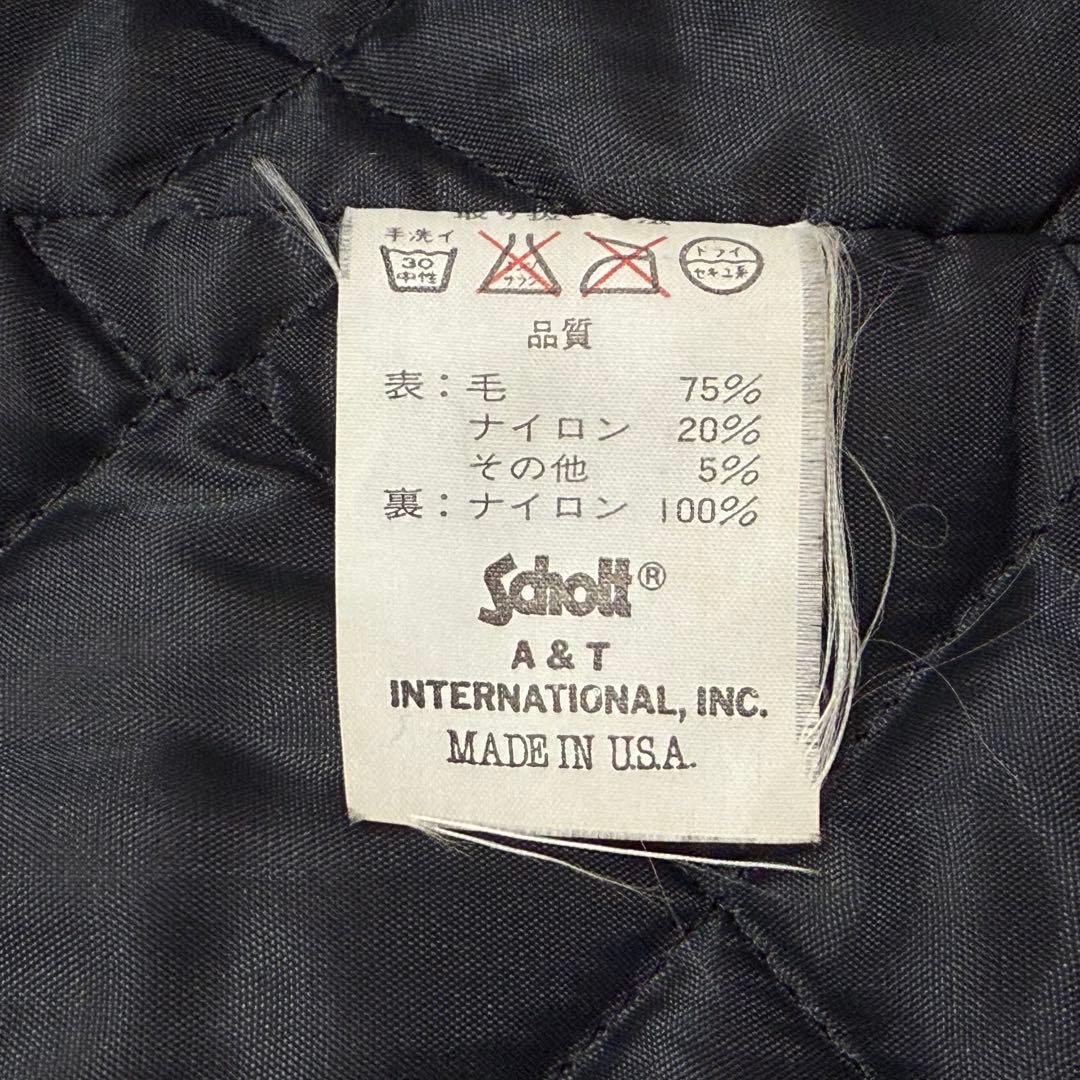 手洗イ
30
中性
ドライ
セキユ系
品質
表：毛 75%
ナイロン 20%
その他 5%
裏：ナイロン 100%
Schott®
A & T
INTERNATIONAL, INC.
MADE IN U.S.A.